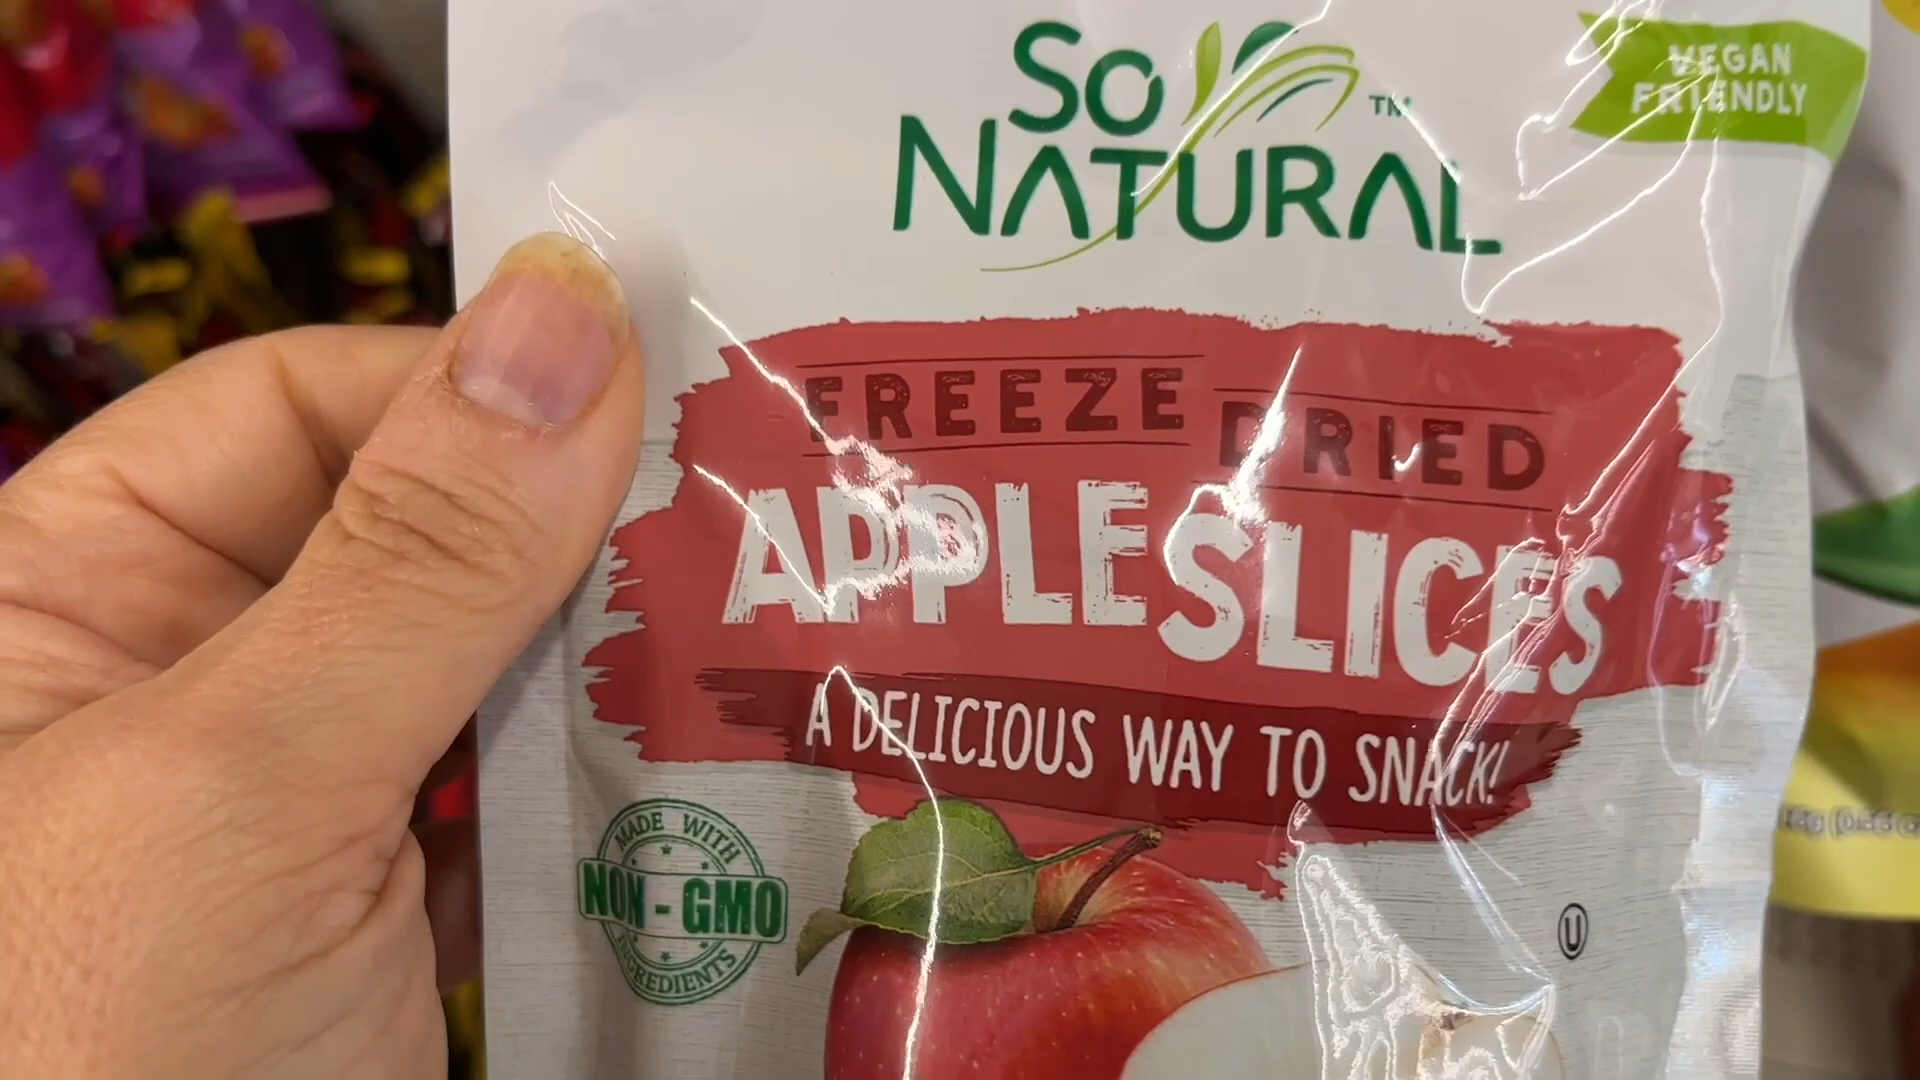 SO
NATURAL
TM
VEGAN
FRIENDLY
FREEZE DRIED
APPLE SLICES
A DELICIOUS WAY TO SNACK!
MADE WITH
NON-GMO
INGREDIENTS
U